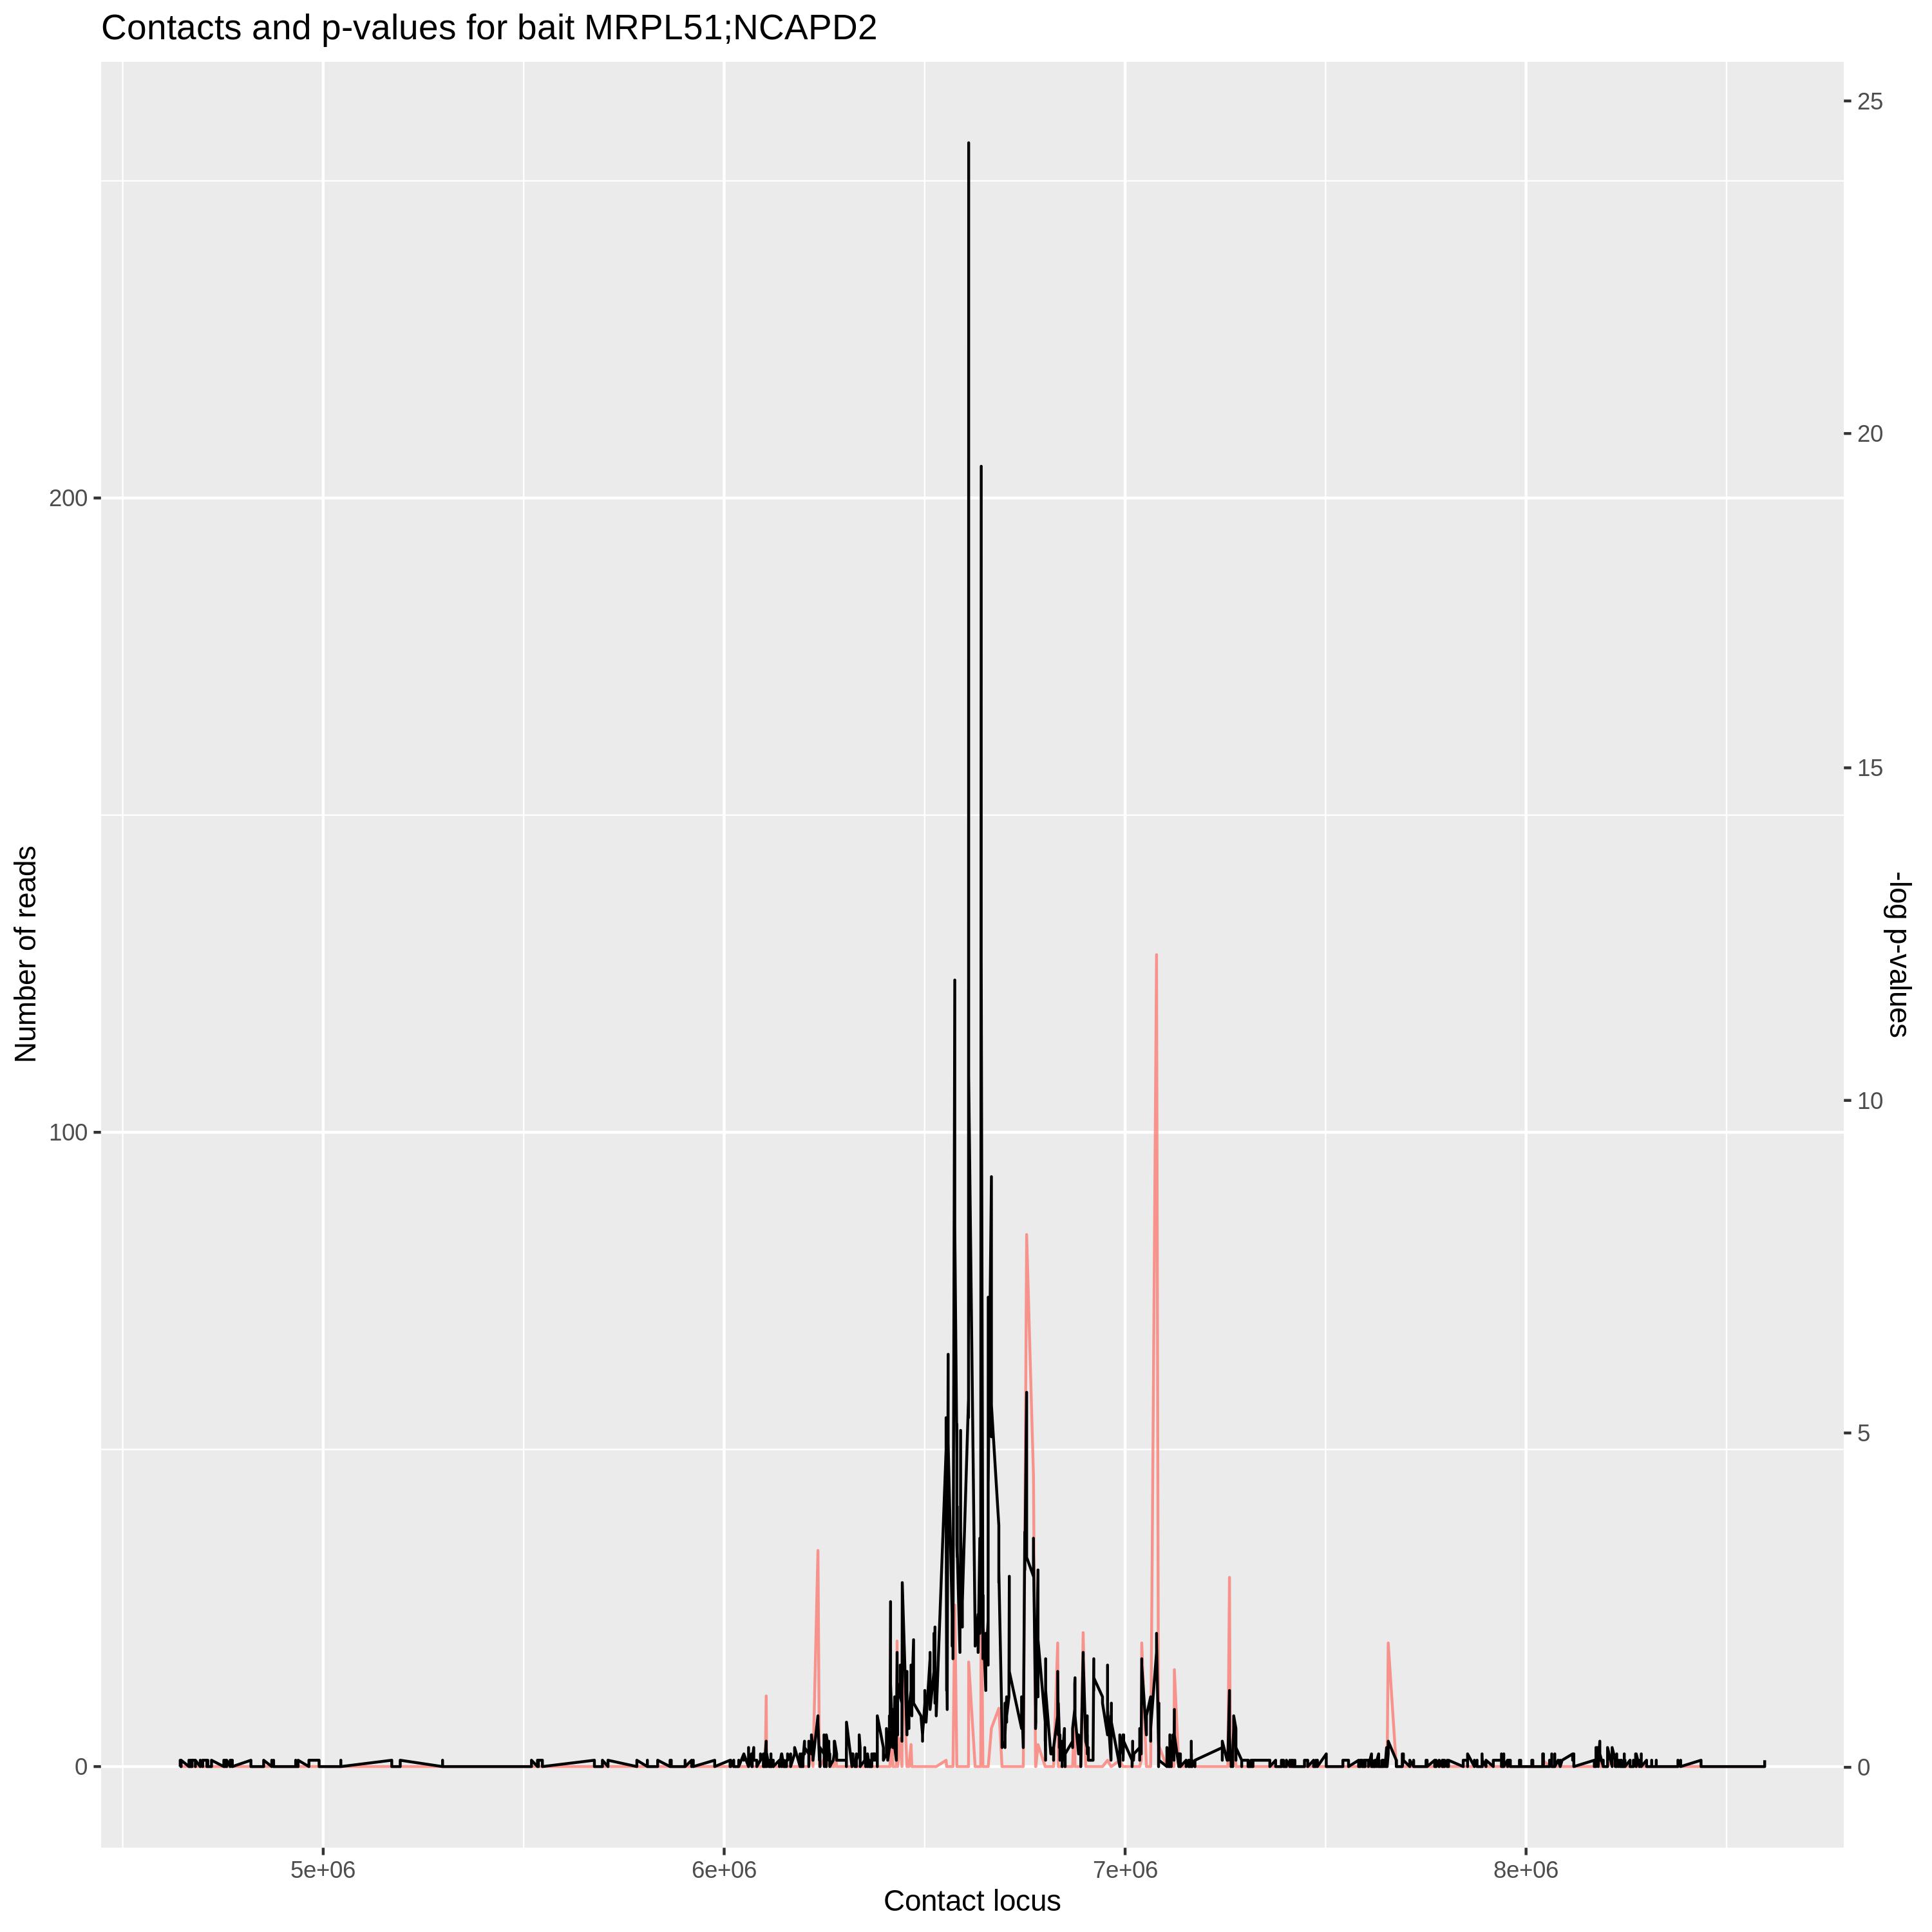 Contacts and p-values for bait MRPL51;NCAPD2
25
20
15
10
5
0
200
100
0
Number of reads
-log p-values
5e+06 6e+06 7e+06 8e+06
Contact locus